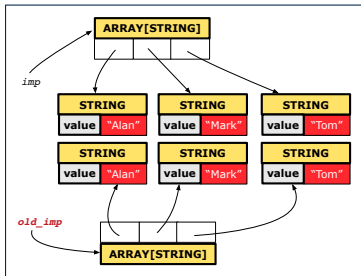 ARRAY[STRING]
imp
STRING STRING STRING
value "Alan" value "Mark" value "Tom"
STRING STRING STRING
value "Alan" value "Mark" value "Tom"
old_imp
ARRAY[STRING]